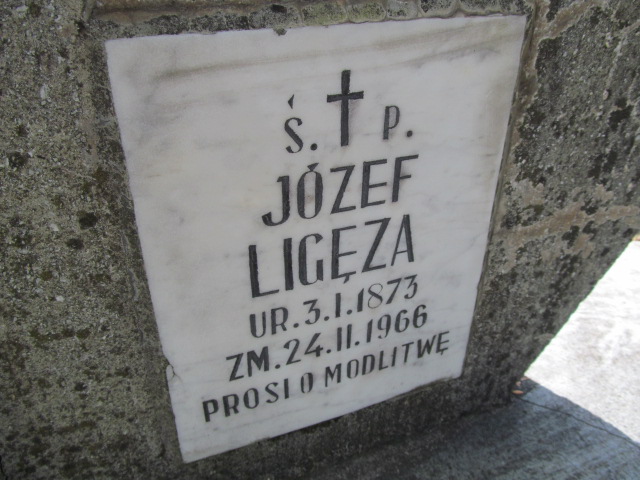 Ś. P.
JÓZEF
LIGĘZA
UR. 3. I. 1873
ZM. 24. II. 1966
PROSI O MODLITWĘ